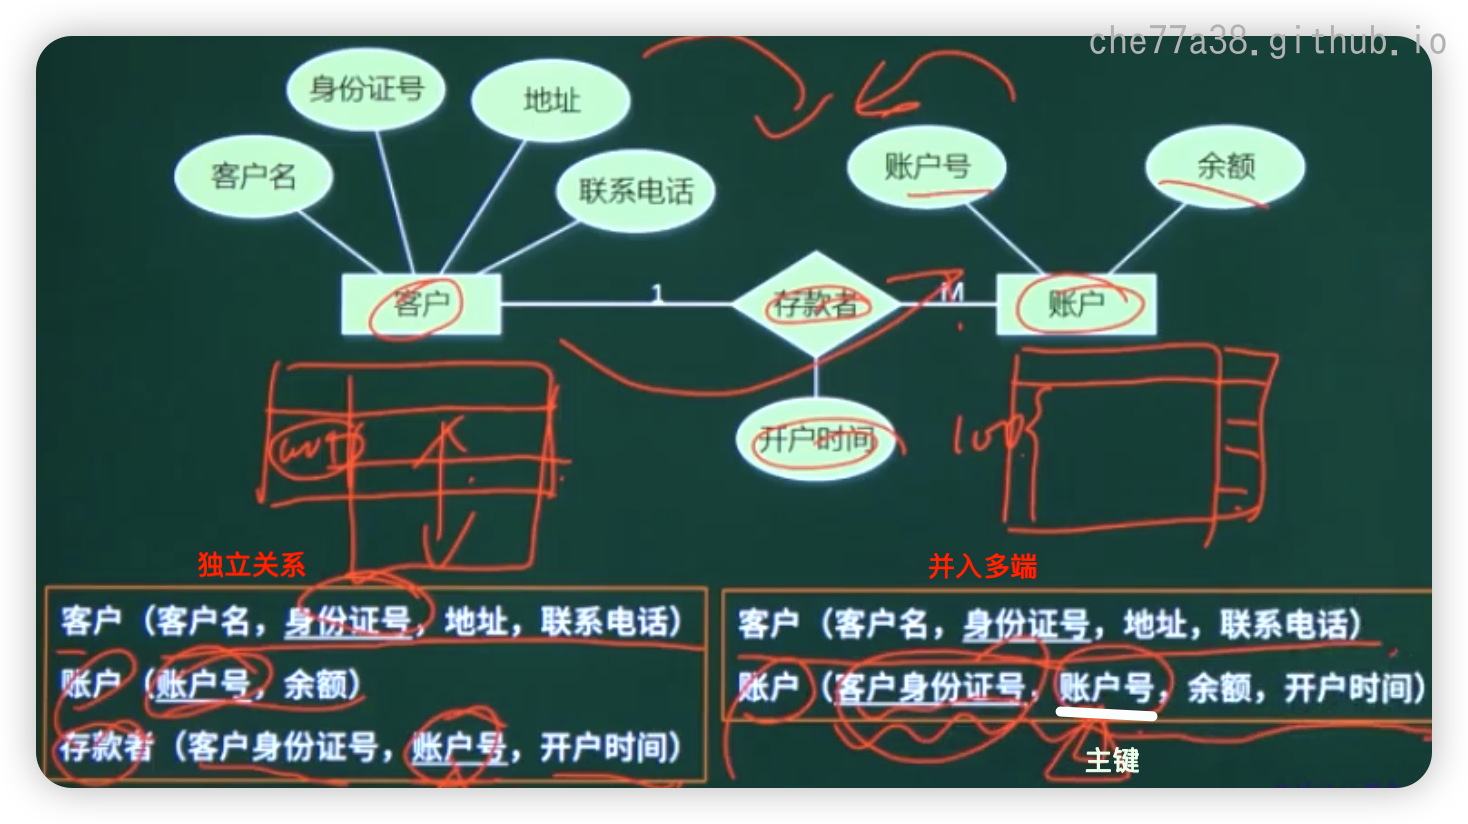 che77a38.github.io
身份证号
地址
客户名
联系电话
账户号
余额
客户
1
存款者
M
账户
开户时间
100
独立关系
并入多端
客户（客户名，身份证号，地址，联系电话）
账户（账户号，余额）
存款者（客户身份证号，账户号，开户时间）
客户（客户名，身份证号，地址，联系电话）
账户（客户身份证号，账户号，余额，开户时间）
主键